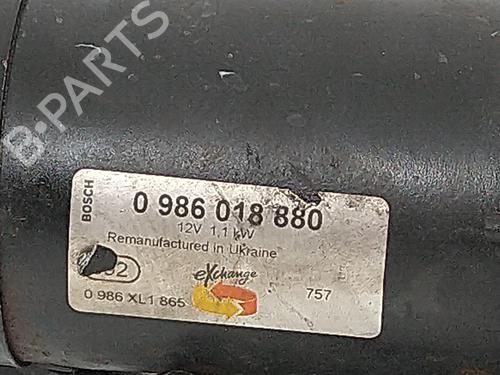 B-PARTS
BOSCH
0 986 018 880
12V 1,1 kW
Remanufactured in Ukraine
eXchange
757
0 986 XL1 865